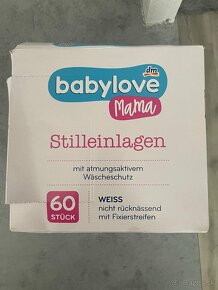 dm
babylove
Mama
Stilleinlagen
mit atmungsaktivem
Wäscheschutz
60
STÜCK
WEISS
nicht rücknässend
mit Fixierstreifen